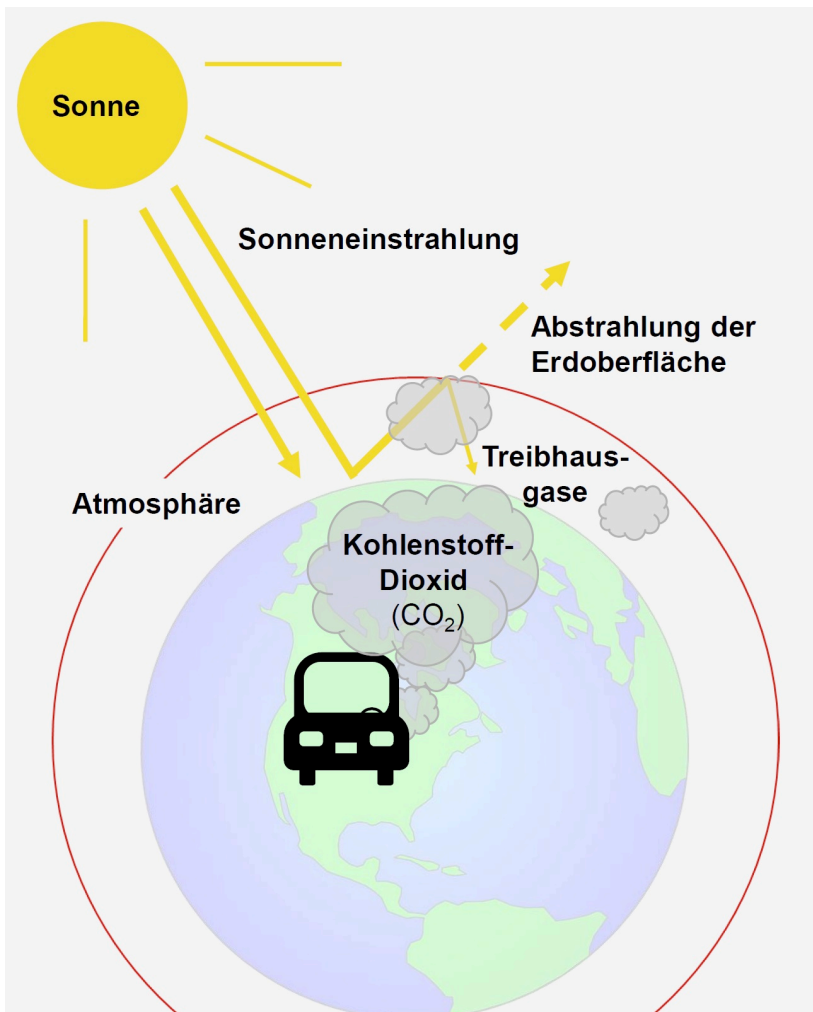 Sonne
Sonneneinstrahlung
Abstrahlung der
Erdoberfläche
Treibhaus-
gase
Atmosphäre
Kohlenstoff-
Dioxid
(CO₂)